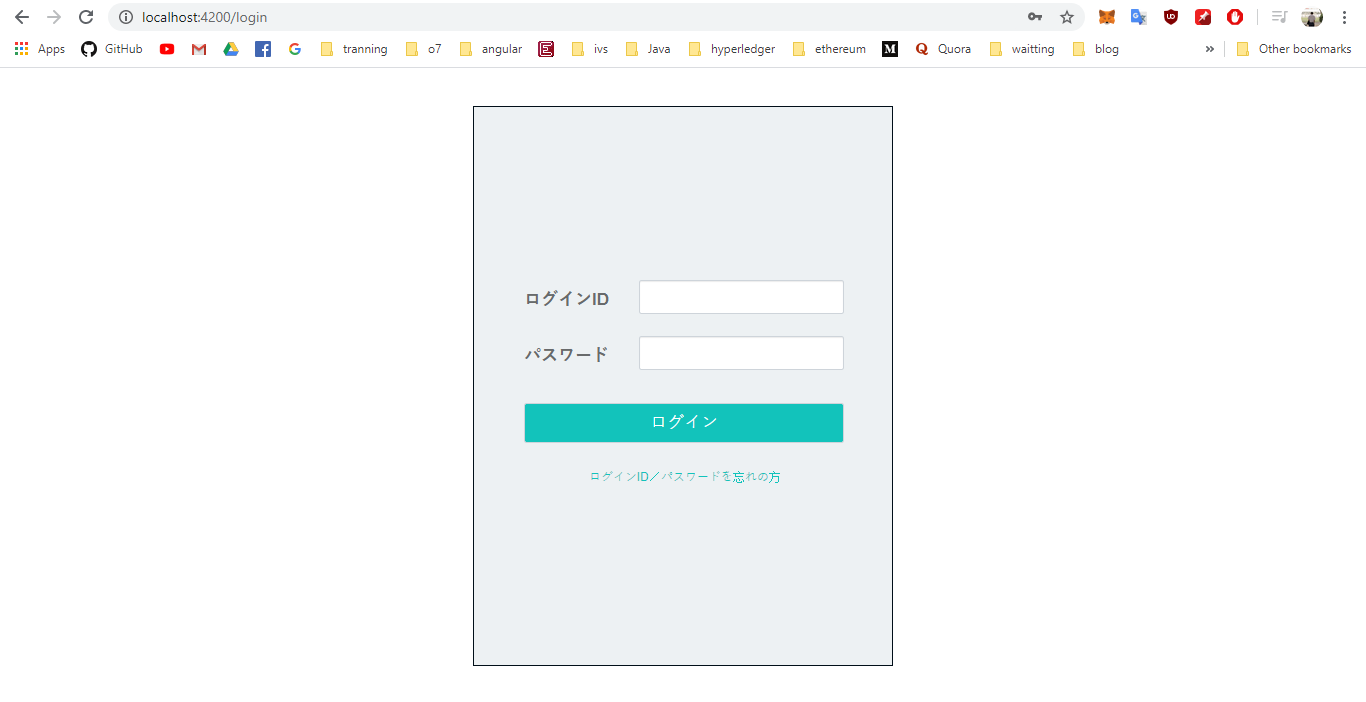 localhost:4200/login
Apps GitHub tranning o7 angular ivs Java hyperledger ethereum M Quora waitting blog » Other bookmarks
ログインID
パスワード
ログイン
ログインID／パスワードを忘れの方